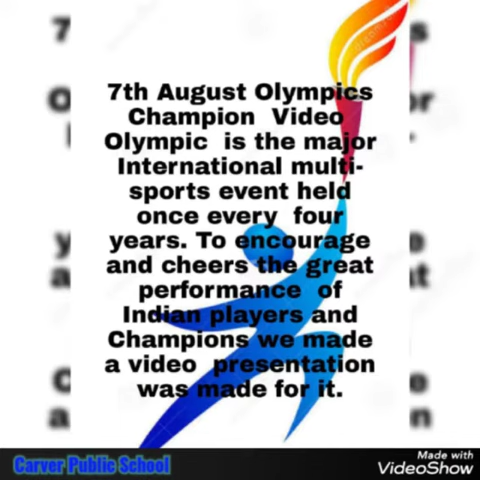 7th August Olympics
Champion Video
Olympic is the major
International multi-
sports event held
once every four
years. To encourage
and cheers the great
performance of
Indian players and
Champions we made
a video presentation
was made for it.
Carver Public School
Made with
VideoShow